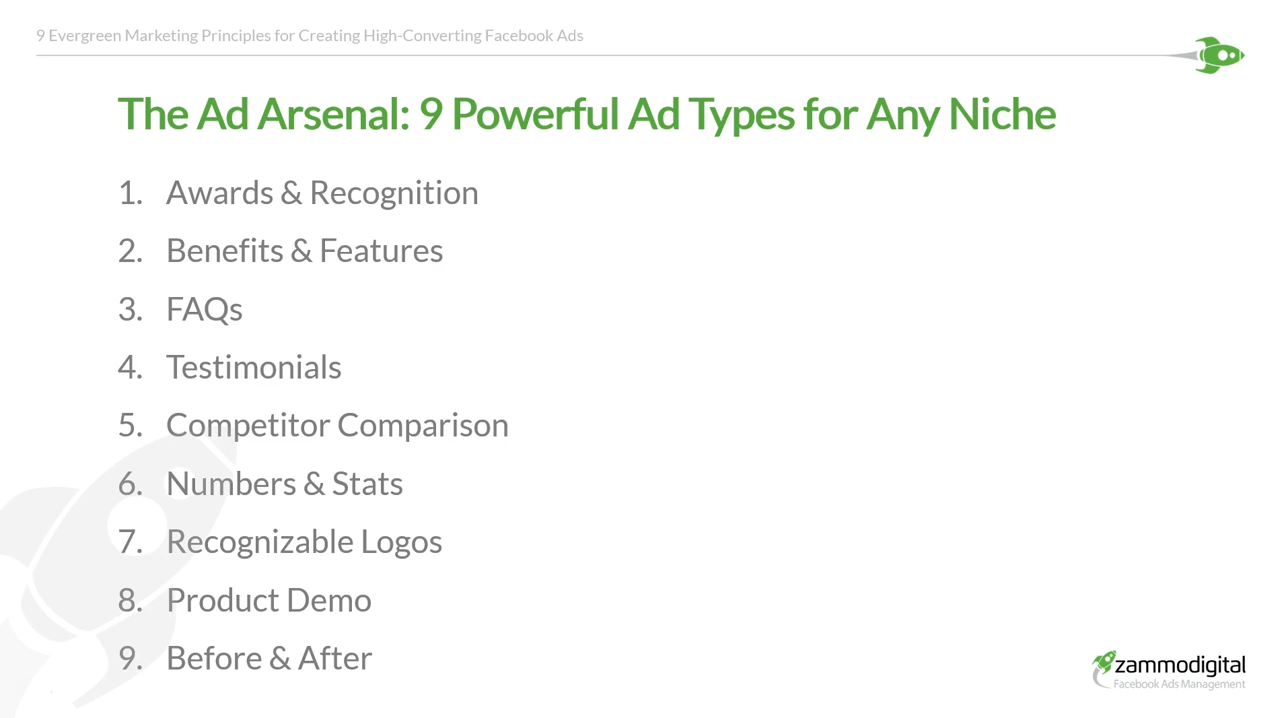 9 Evergreen Marketing Principles for Creating High-Converting Facebook Ads
The Ad Arsenal: 9 Powerful Ad Types for Any Niche
1. Awards & Recognition
2. Benefits & Features
3. FAQs
4. Testimonials
5. Competitor Comparison
6. Numbers & Stats
7. Recognizable Logos
8. Product Demo
9. Before & After
zammodigital
Facebook Ads Management